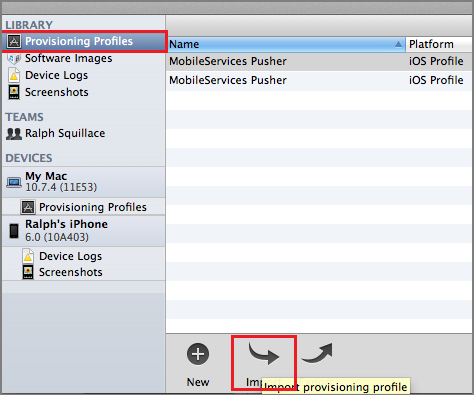 LIBRARY
Provisioning Profiles
Software Images
Device Logs
Screenshots
TEAMS
Ralph Squillace
DEVICES
My Mac
10.7.4 (11E53)
Provisioning Profiles
Ralph's iPhone
6.0 (10A403)
Device Logs
Screenshots
Name Platform
MobileServices Pusher iOS Profile
MobileServices Pusher iOS Profile
New
Import provisioning profile